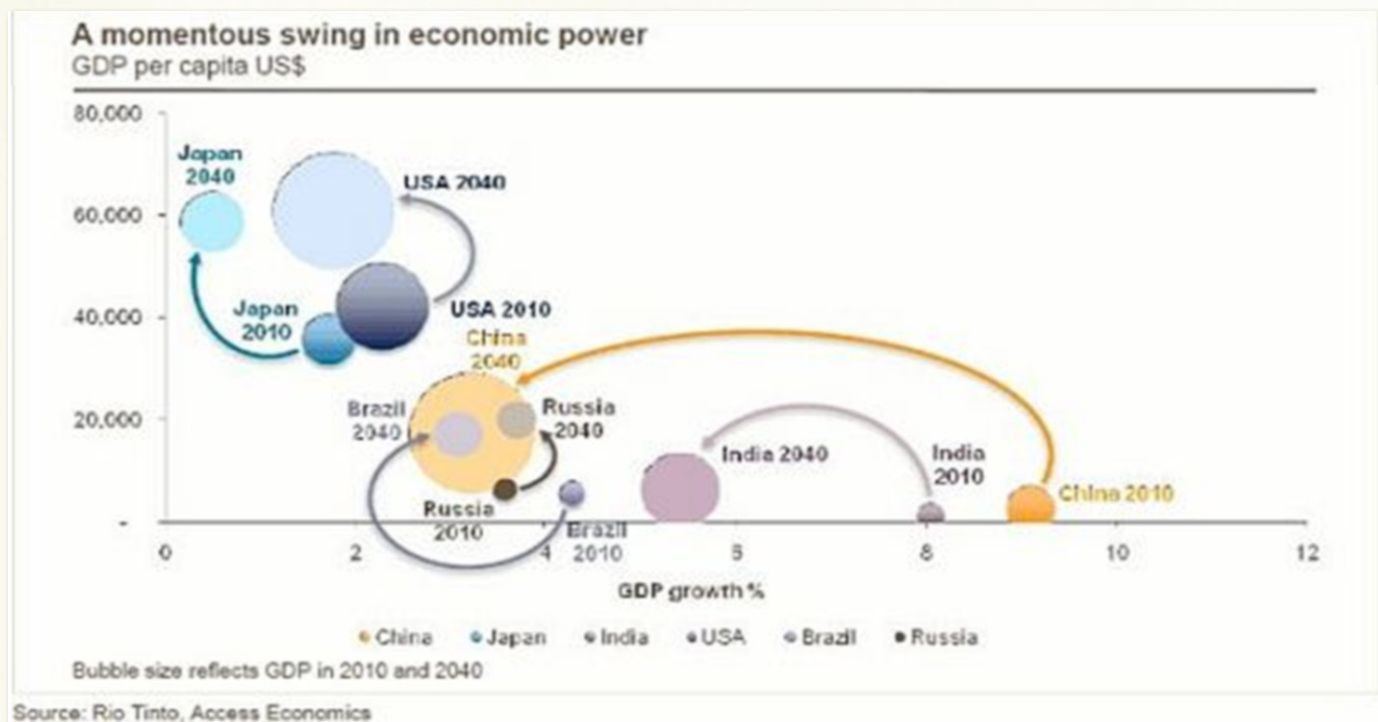 A momentous swing in economic power
GDP per capita US$
80,000
Japan
2040
USA 2040
60,000
Japan
2010
USA 2010
40,000
China
2040
Brazil
2040
Russia
2040
20,000
India 2040
India
2010
China 2010
Russia
2010
Brazil
2010
-
0 2 4 6 8 10 12
GDP growth %
China Japan India USA Brazil Russia
Bubble size reflects GDP in 2010 and 2040
Source: Rio Tinto, Access Economics